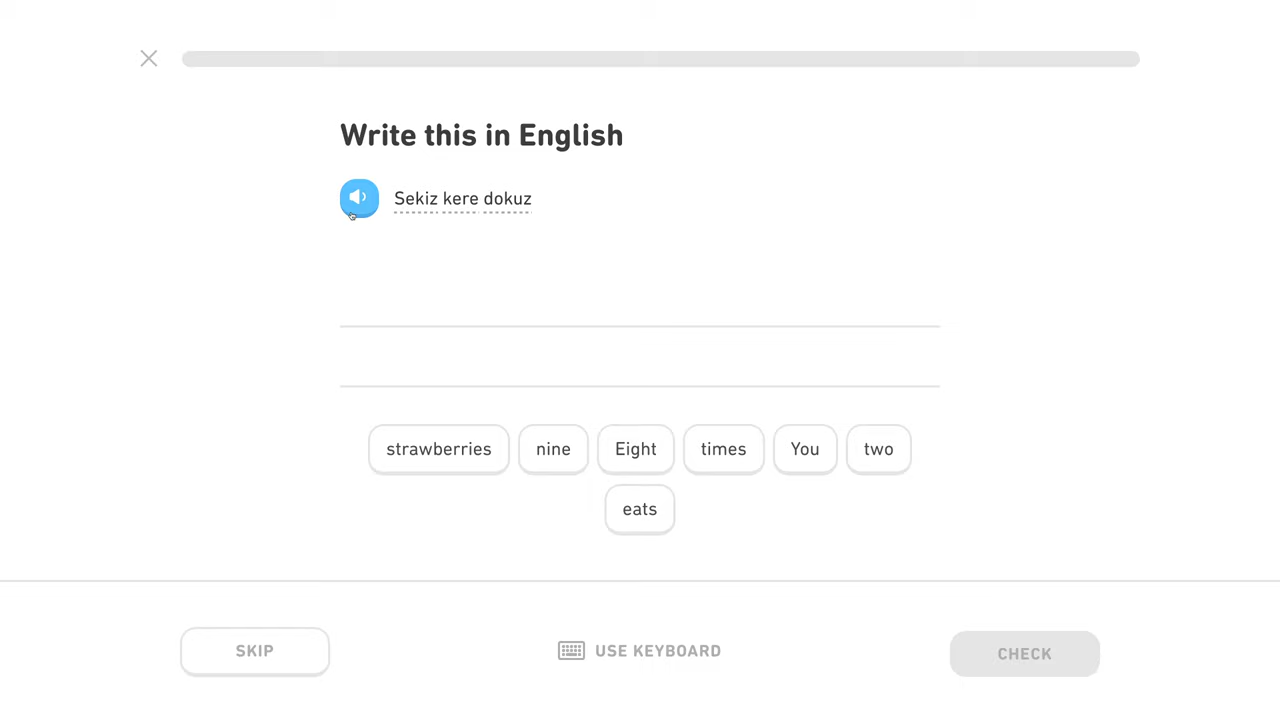 Write this in English
Sekiz kere dokuz
strawberries nine Eight times You two
eats
SKIP USE KEYBOARD CHECK